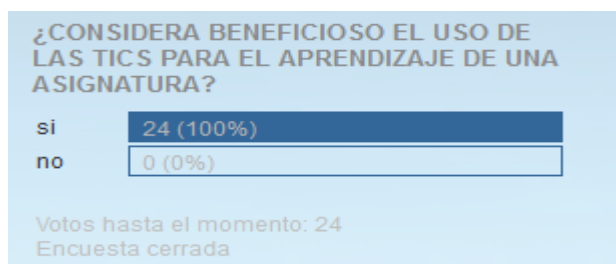 ¿CONSIDERA BENEFICIOSO EL USO DE
LAS TICS PARA EL APRENDIZAJE DE UNA
ASIGNATURA?
si 24 (100%)
no 0 (0%)
Votos hasta el momento: 24
Encuesta cerrada